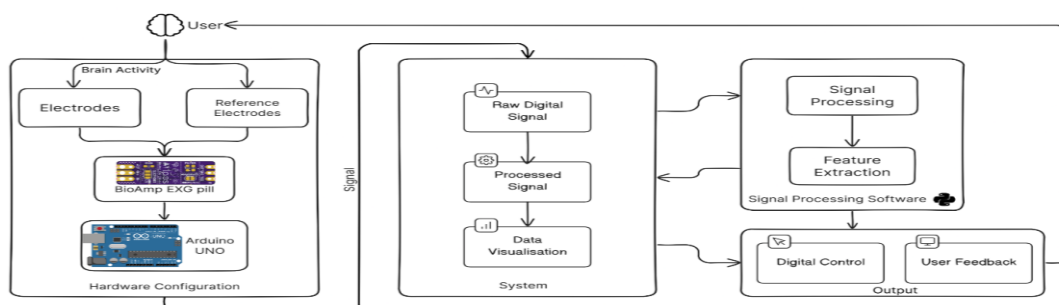 User
Brain Activity
Electrodes
Reference
Electrodes
BioAmp EXG pill
Arduino
UNO
Hardware Configuration
Signal
Raw Digital
Signal
Processed
Signal
Data
Visualisation
System
Signal
Processing
Feature
Extraction
Signal Processing Software
Digital Control
User Feedback
Output